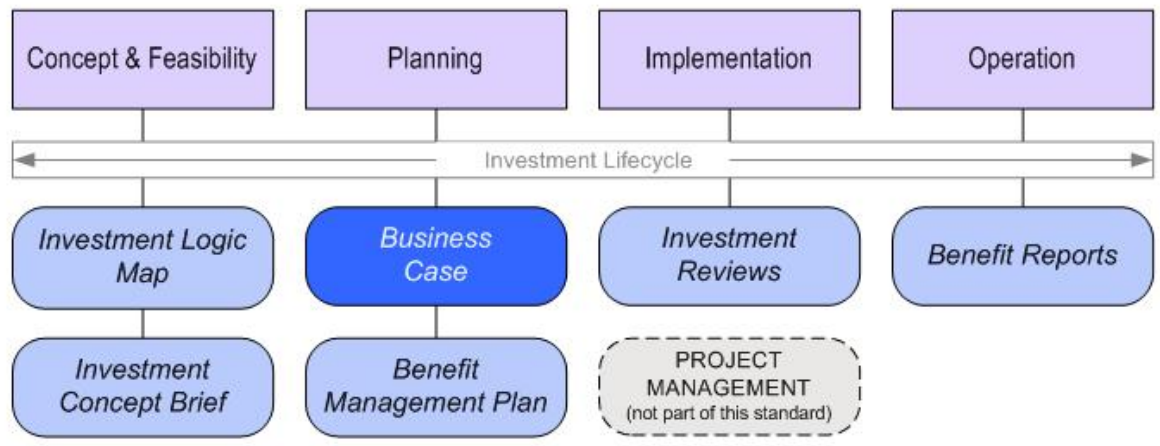 Concept & Feasibility
Planning
Implementation
Operation
Investment Lifecycle
Investment Logic
Map
Business
Case
Investment
Reviews
Benefit Reports
Investment
Concept Brief
Benefit
Management Plan
PROJECT
MANAGEMENT
(not part of this standard)